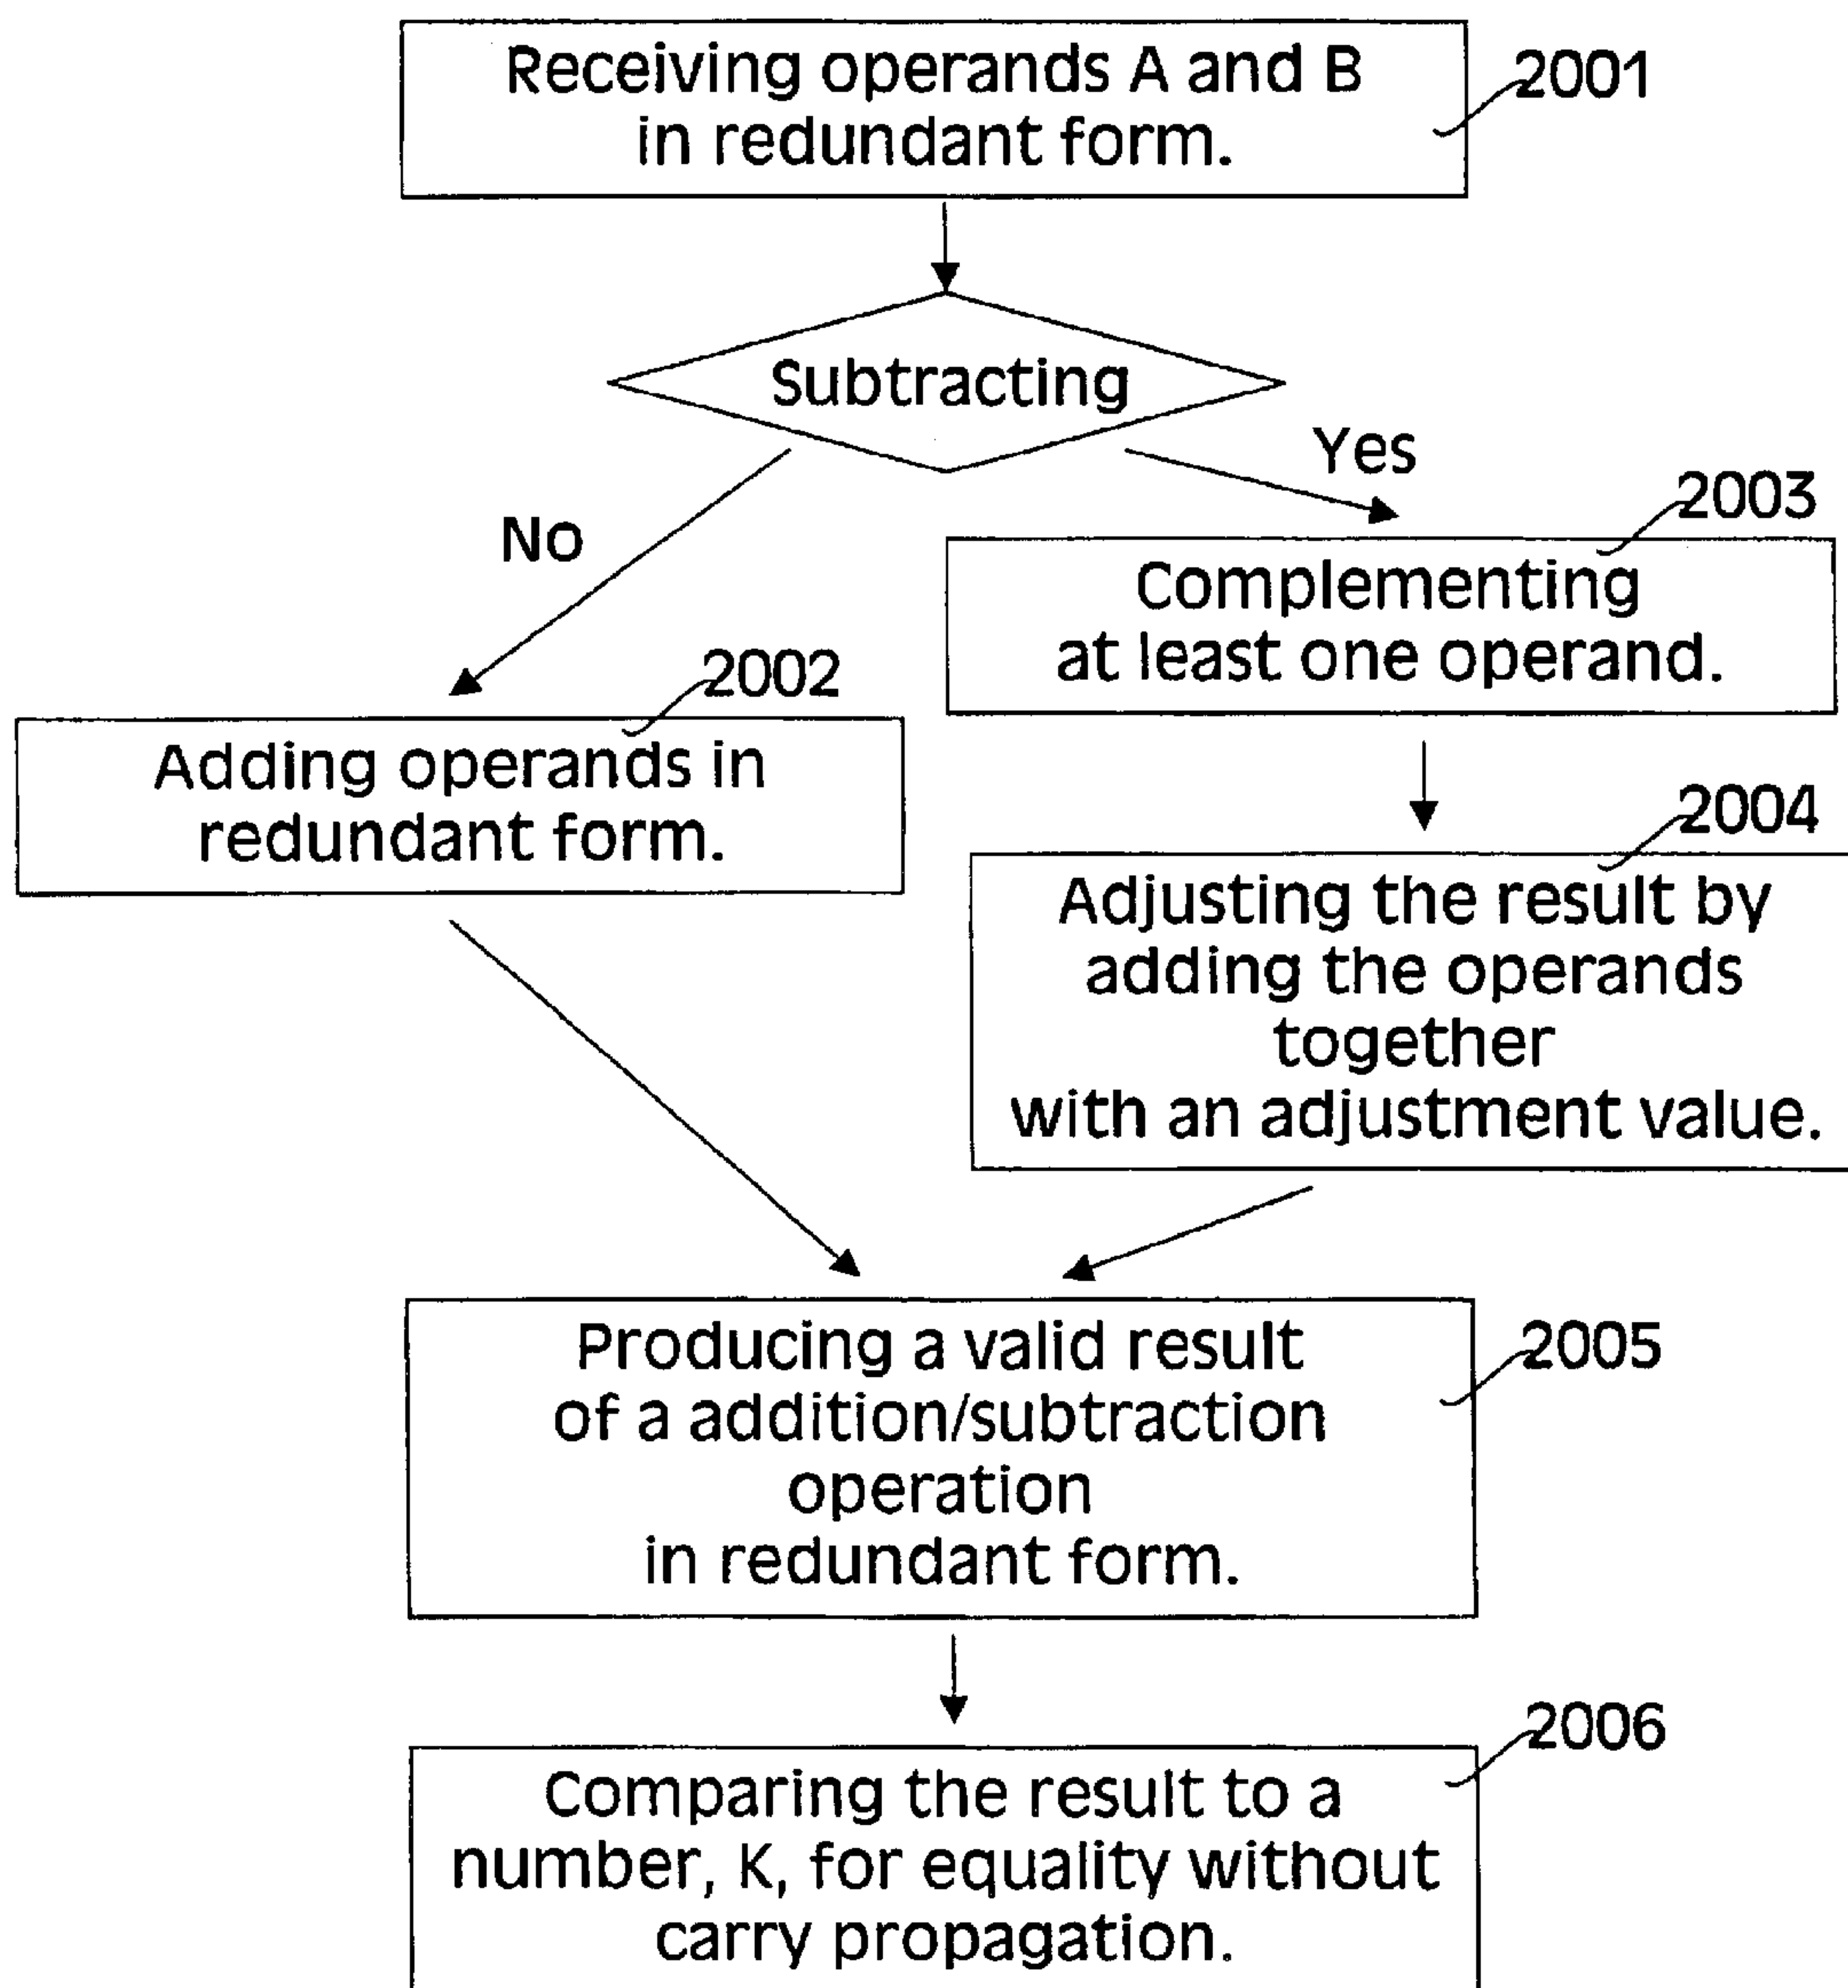 Receiving operands A and B
in redundant form.
2001
Subtracting
Yes
No
2003
Complementing
at least one operand.
2002
Adding operands in
redundant form.
2004
Adjusting the result by
adding the operands
together
with an adjustment value.
Producing a valid result
of a addition/subtraction
operation
in redundant form.
2005
2006
Comparing the result to a
number, K, for equality without
carry propagation.